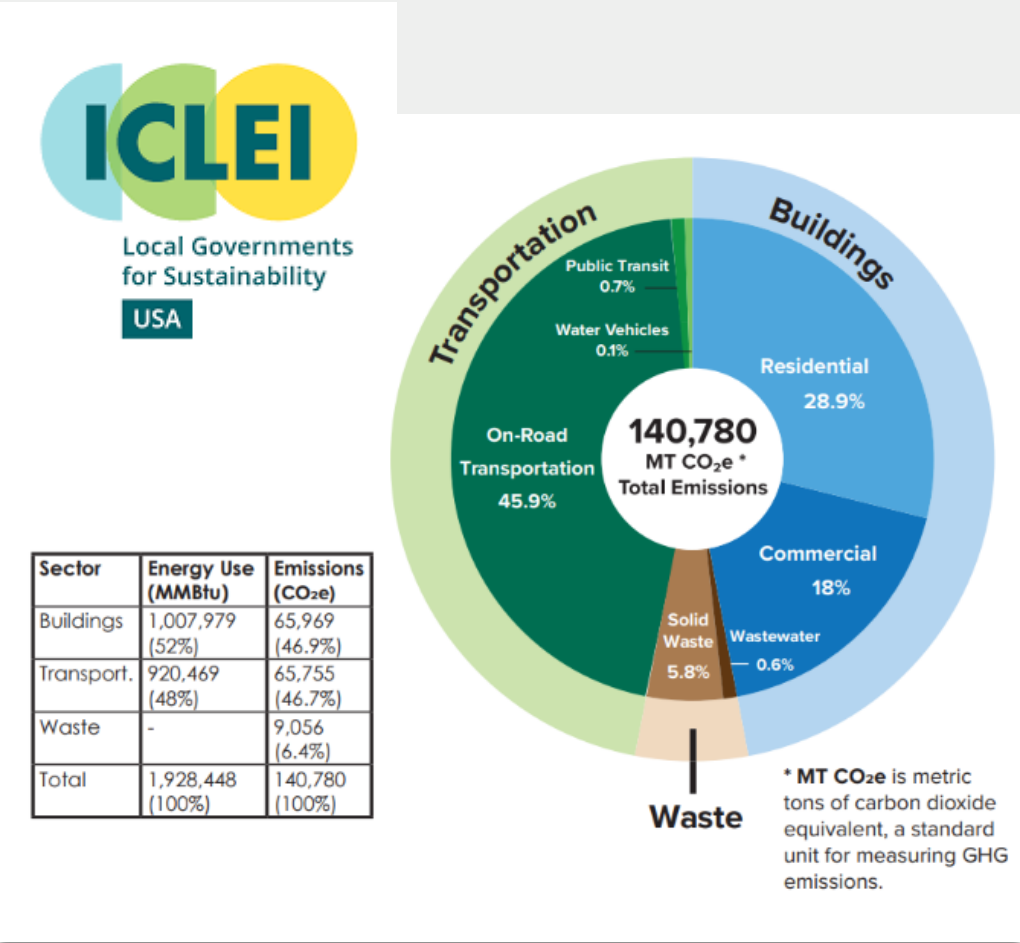 ICLEI
Local Governments
for Sustainability
USA
Transportation
Buildings
Public Transit
0.7%
Water Vehicles
0.1%
Residential
28.9%
On-Road
Transportation
45.9%
140,780
MT CO₂e *
Total Emissions
Commercial
18%
Solid
Waste
5.8%
Wastewater
0.6%
Waste
Sector Energy Use Emissions
(MMBtu) (CO₂e)
Buildings 1,007,979 65,969
(52%) (46.9%)
Transport. 920,469 65,755
(48%) (46.7%)
Waste - 9,056
(6.4%)
Total 1,928,448 140,780
(100%) (100%)
* MT CO₂e is metric
tons of carbon dioxide
equivalent, a standard
unit for measuring GHG
emissions.